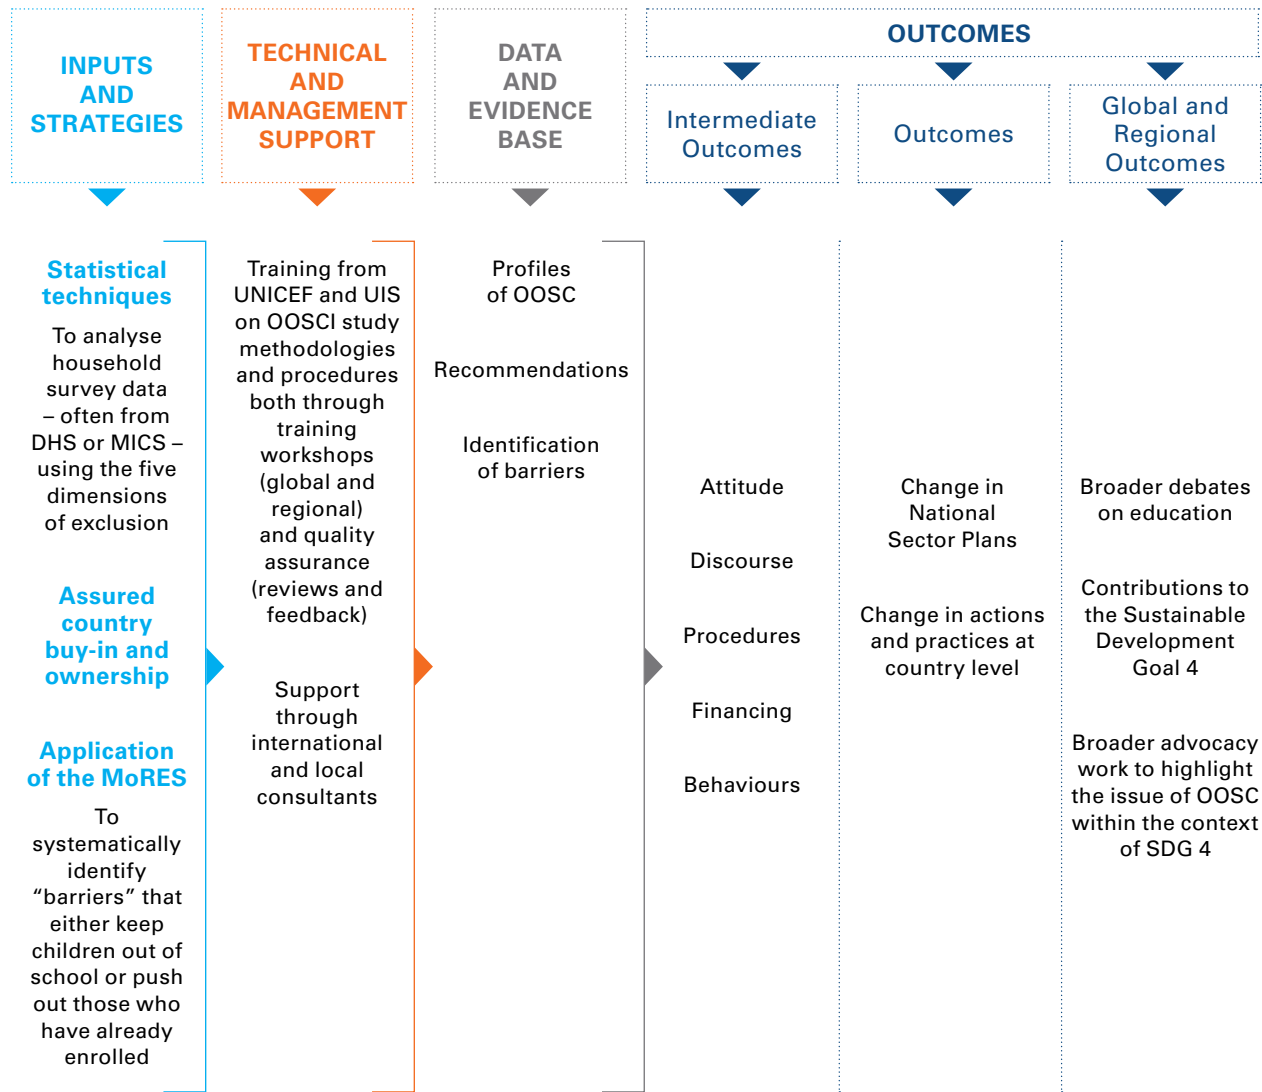 INPUTS
AND
STRATEGIES
TECHNICAL
AND
MANAGEMENT
SUPPORT
DATA
AND
EVIDENCE
BASE
OUTCOMES
Intermediate
Outcomes
Outcomes
Global and
Regional
Outcomes
Statistical
techniques
To analyse
household
survey data
– often from
DHS or MICS –
using the five
dimensions
of exclusion
Assured
country
buy-in and
ownership
Application
of the MoRES
To
systematically
identify
“barriers” that
either keep
children out of
school or push
out those who
have already
enrolled
Training from
UNICEF and UIS
on OOSCI study
methodologies
and procedures
both through
training
workshops
(global and
regional)
and quality
assurance
(reviews and
feedback)
Support
through
international
and local
consultants
Profiles
of OOSC
Recommendations
Identification
of barriers
Attitude
Discourse
Procedures
Financing
Behaviours
Change in
National
Sector Plans
Change in actions
and practices at
country level
Broader debates
on education
Contributions to
the Sustainable
Development
Goal 4
Broader advocacy
work to highlight
the issue of OOSC
within the context
of SDG 4